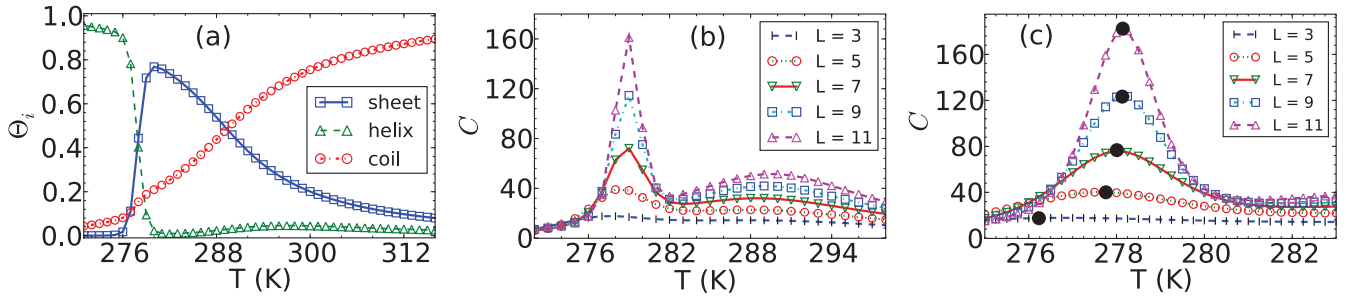 1.0
0.8
0.6
0.4
0.2
0.0
Θi
(a)
sheet
helix
coil
276 288 300 312
T (K)
160
120
80
40
0
C
(b)
L = 3
L = 5
L = 7
L = 9
L = 11
276 282 288 294
T (K)
160
120
80
40
0
C
(c)
L = 3
L = 5
L = 7
L = 9
L = 11
276 278 280 282
T (K)